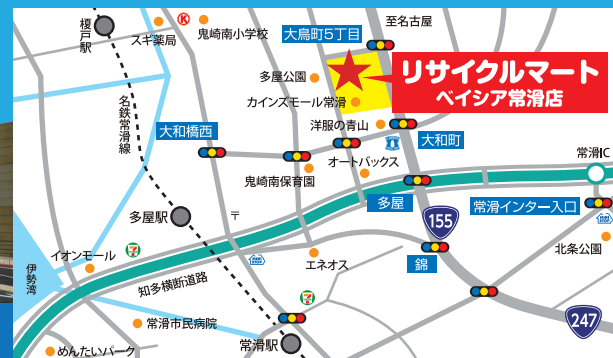 榎戸駅
スギ薬局
K
鬼崎南小学校
大鳥町5丁目
至名古屋
多屋公園
カインズモール常滑
リサイクルマート
ベイシア常滑店
名鉄常滑線
大和橋西
洋服の青山
大和町
オートバックス
鬼崎南保育園
常滑IC
多屋駅
〒
多屋
155
常滑インター入口
イオンモール
7
伊勢湾
知多横断道路
エネオス
錦
北条公園
7
247
常滑市民病院
常滑駅
めんたいパーク